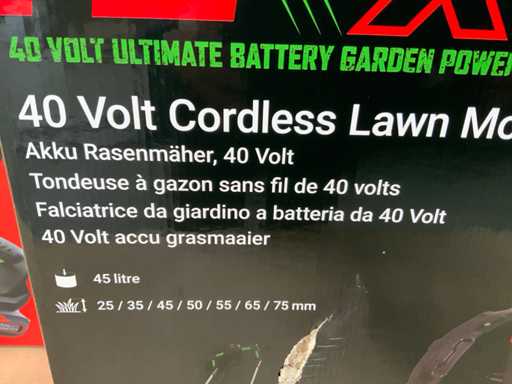 40 VOLT ULTIMATE BATTERY GARDEN POWER
40 Volt Cordless Lawn Mo
Akku Rasenmäher, 40 Volt
Tondeuse à gazon sans fil de 40 volts
Falciatrice da giardino a batteria da 40 Volt
40 Volt accu grasmaaier
45 litre
25 / 35 / 45 / 50 / 55 / 65 / 75 mm